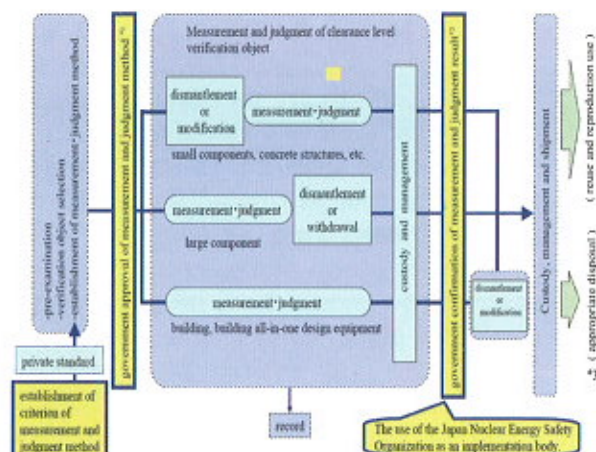 -pre-examination
-verification object selection
-establishment of measurement・judgment method
private standard
establishment of
criterion of
measurement and
judgment method
government approval of measurement and judgment method
Measurement and judgment of clearance level
verification object
dismantlement
or
modification
measurement・judgment
small components, concrete structures, etc.
measurement・judgment
dismantlement
or
withdrawal
large component
measurement・judgment
building, building all-in-one design equipment
custody and management
record
government confirmation of measurement and judgment result
dismantlement
or
modification
The use of the Japan Nuclear Energy Safety
Organization as an implementation body.
Custody, management and shipment
( reuse and reproduction use )
( appropriate disposal )